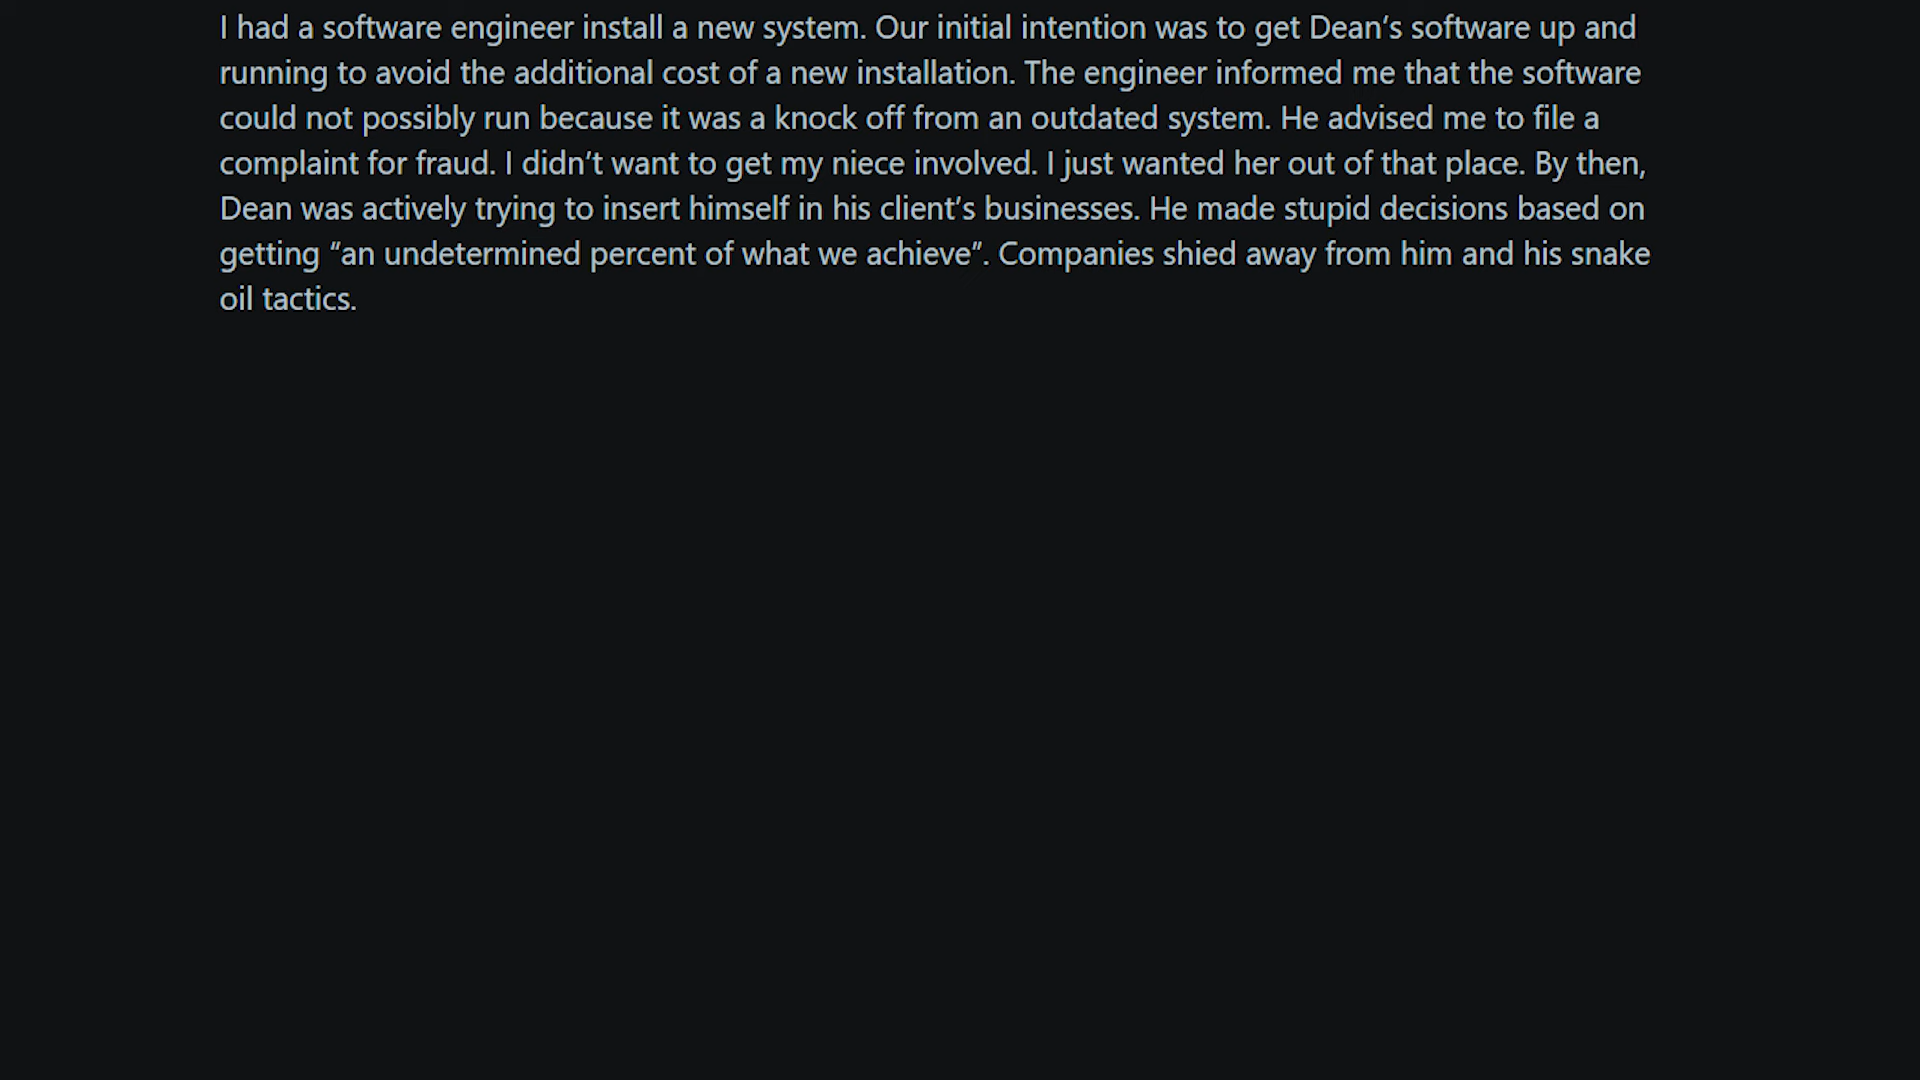 I had a software engineer install a new system. Our initial intention was to get Dean’s software up and
running to avoid the additional cost of a new installation. The engineer informed me that the software
could not possibly run because it was a knock off from an outdated system. He advised me to file a
complaint for fraud. I didn’t want to get my niece involved. I just wanted her out of that place. By then,
Dean was actively trying to insert himself in his client’s businesses. He made stupid decisions based on
getting “an undetermined percent of what we achieve”. Companies shied away from him and his snake
oil tactics.